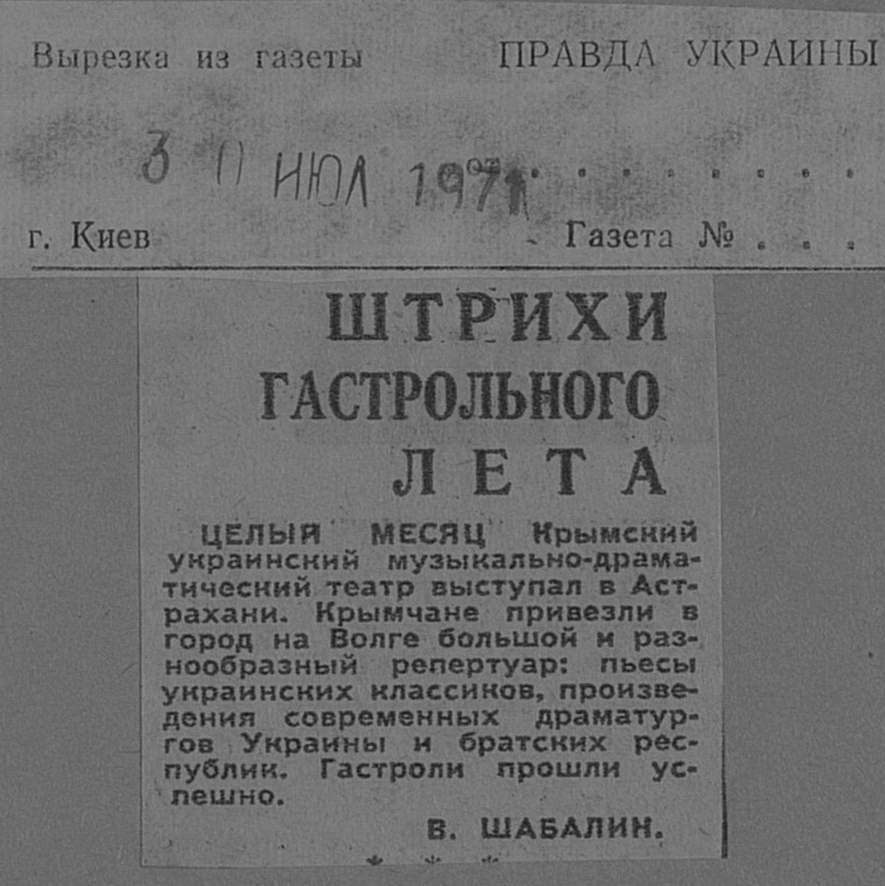 Вырезка из газеты ПРАВДА УКРАИНЫ
30 ИЮЛ 1971 . . . . . . . .
г. Киев Газета № . . .
ШТРИХИ
ГАСТРОЛЬНОГО
ЛЕТА
ЦЕЛЫЙ МЕСЯЦ Крымский
украинский музыкально-драма-
тический театр выступал в Аст-
рахани. Крымчане привезли в
город на Волге большой и раз-
нообразный репертуар: пьесы
украинских классиков, произве-
дения современных драматур-
гов Украины и братских рес-
публик. Гастроли прошли ус-
пешно.
В. ШАБАЛИН.